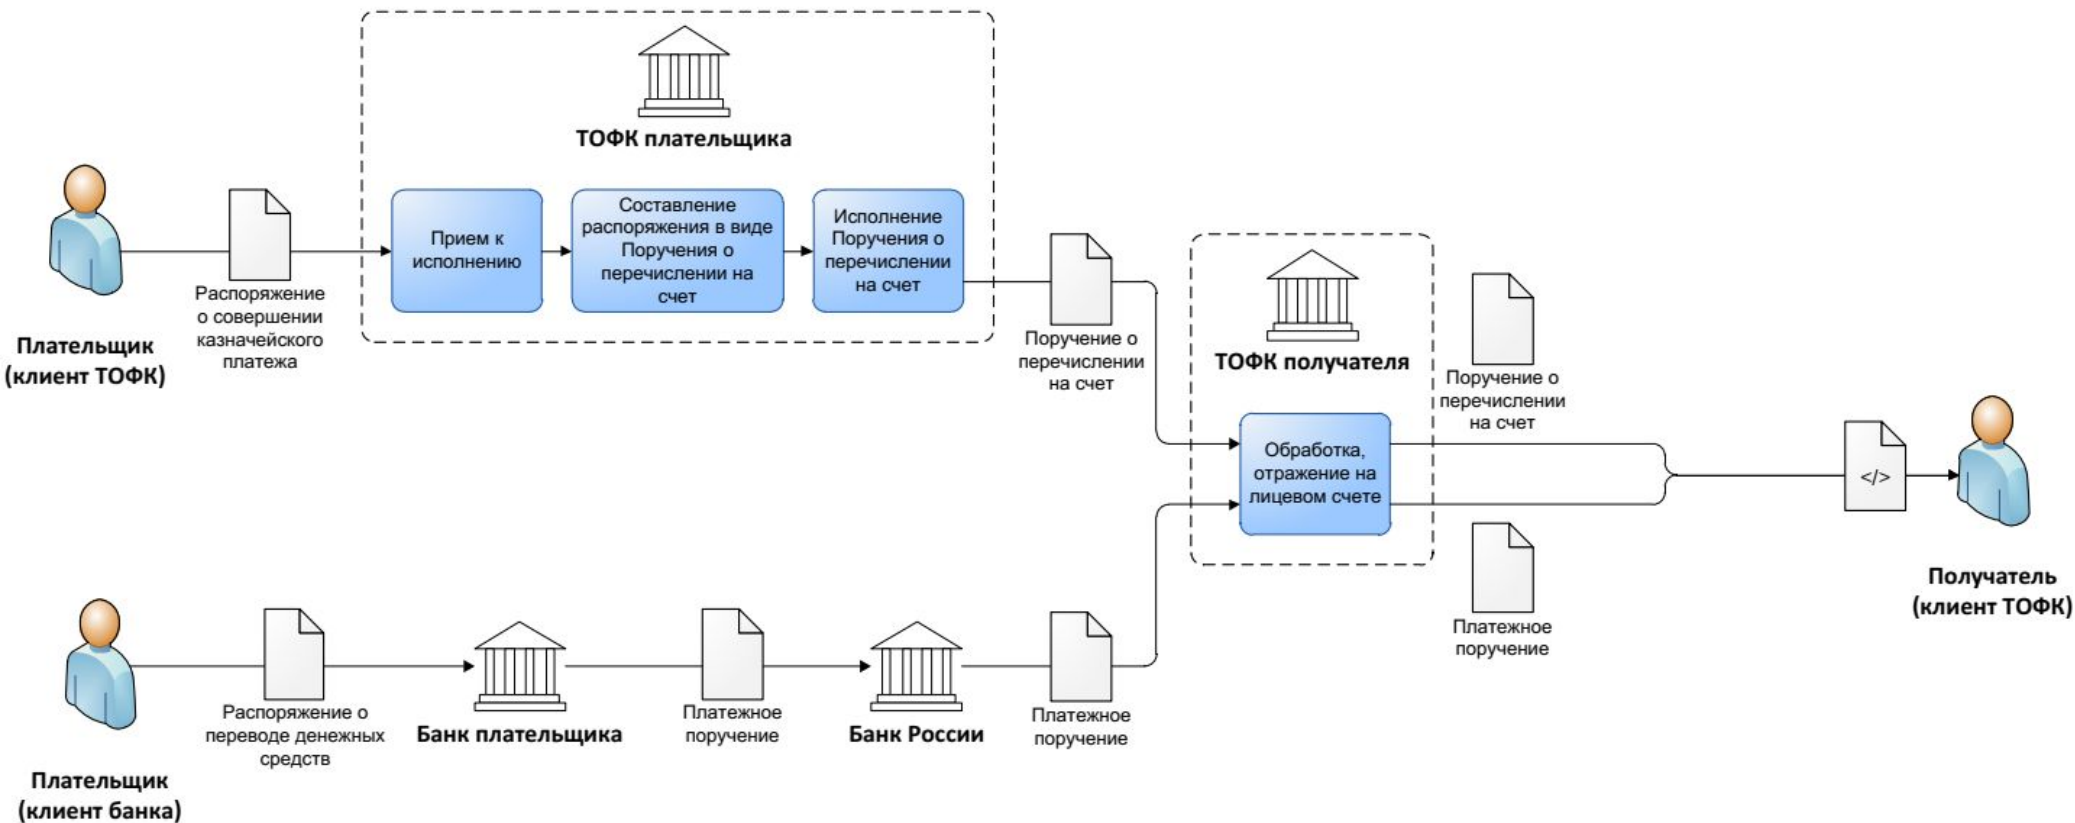 ТОФК плательщика
Прием к
исполнению
Составление
распоряжения в виде
Поручения о
перечислении на
счет
Исполнение
Поручения о
перечислении
на счет
Распоряжение
о совершении
казначейского
платежа
Плательщик
(клиент ТОФК)
Поручение о
перечислении
на счет
ТОФК получателя
Обработка,
отражение на
лицевом счете
Поручение о
перечислении
на счет
</>
Получатель
(клиент ТОФК)
Платежное
поручение
Распоряжение о
переводе денежных
средств
Банк плательщика
Платежное
поручение
Банк России
Платежное
поручение
Плательщик
(клиент банка)